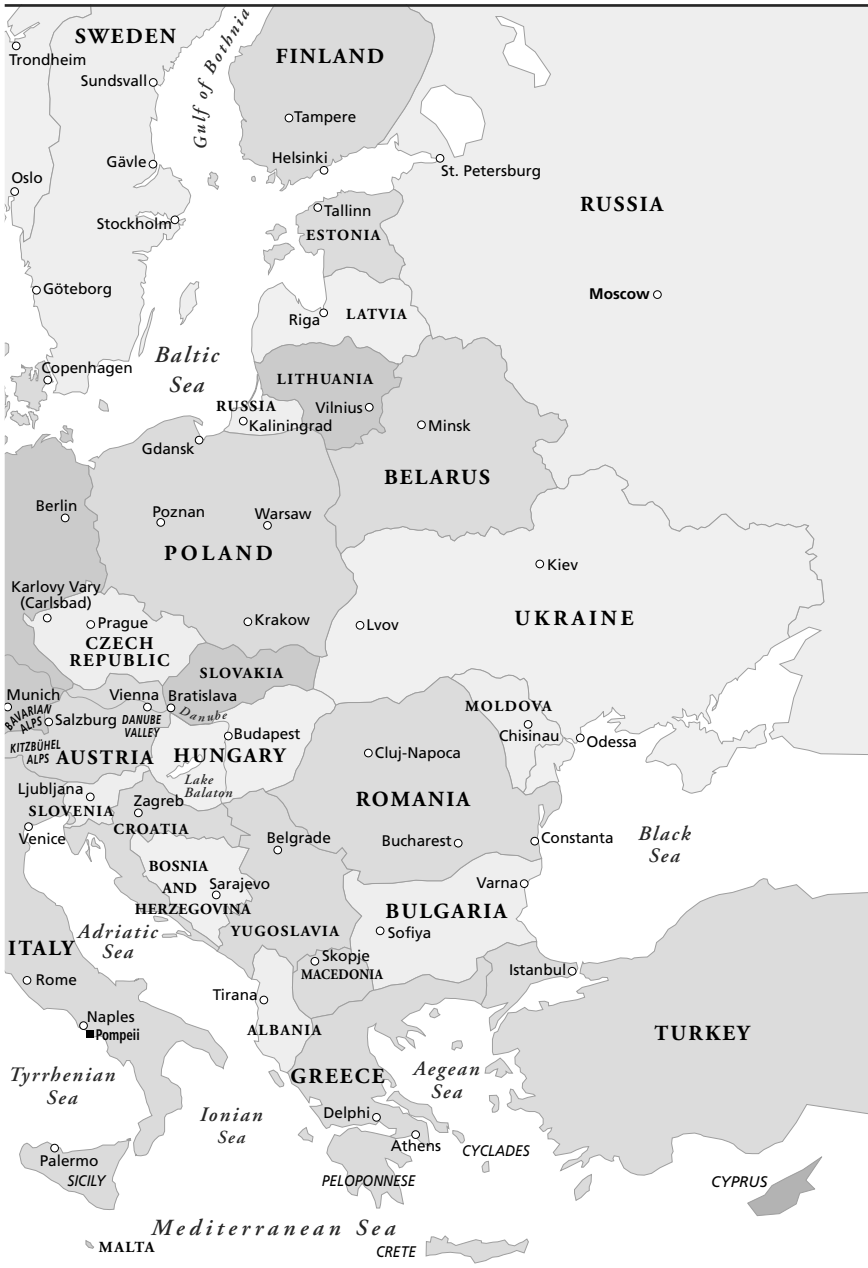 SWEDEN
Gulf of Bothnia
FINLAND
Trondheim
Sundsvall
Tampere
Gävle
Helsinki
St. Petersburg
Oslo
Tallinn
RUSSIA
Stockholm
ESTONIA
Göteborg
Moscow
Riga
LATVIA
Baltic
Sea
Copenhagen
LITHUANIA
RUSSIA
Vilnius
Kaliningrad
Minsk
Gdansk
BELARUS
Berlin
Poznan
Warsaw
POLAND
Kiev
Karlovy Vary
(Carlsbad)
Prague
Krakow
Lvov
UKRAINE
CZECH
REPUBLIC
SLOVAKIA
Munich
Vienna
Bratislava
MOLDOVA
BAVARIAN
ALPS
Salzburg
DANUBE
VALLEY
Danube
Budapest
Chisinau
Odessa
KITZBÜHEL
ALPS
AUSTRIA
HUNGARY
Cluj-Napoca
Lake
Balaton
Ljubljana
SLOVENIA
Zagreb
CROATIA
ROMANIA
Venice
Belgrade
Bucharest
Constanta
Black
Sea
BOSNIA
AND
HERZEGOVINA
Sarajevo
Varna
BULGARIA
Adriatic
Sea
YUGOSLAVIA
Sofiya
ITALY
Skopje
MACEDONIA
Istanbul
Rome
Tirana
Naples
Pompeii
ALBANIA
TURKEY
Tyrrhenian
Sea
GREECE
Aegean
Sea
Ionian
Sea
Delphi
Athens
CYCLADES
Palermo
SICILY
PELOPONNESE
CYPRUS
Mediterranean Sea
MALTA
CRETE